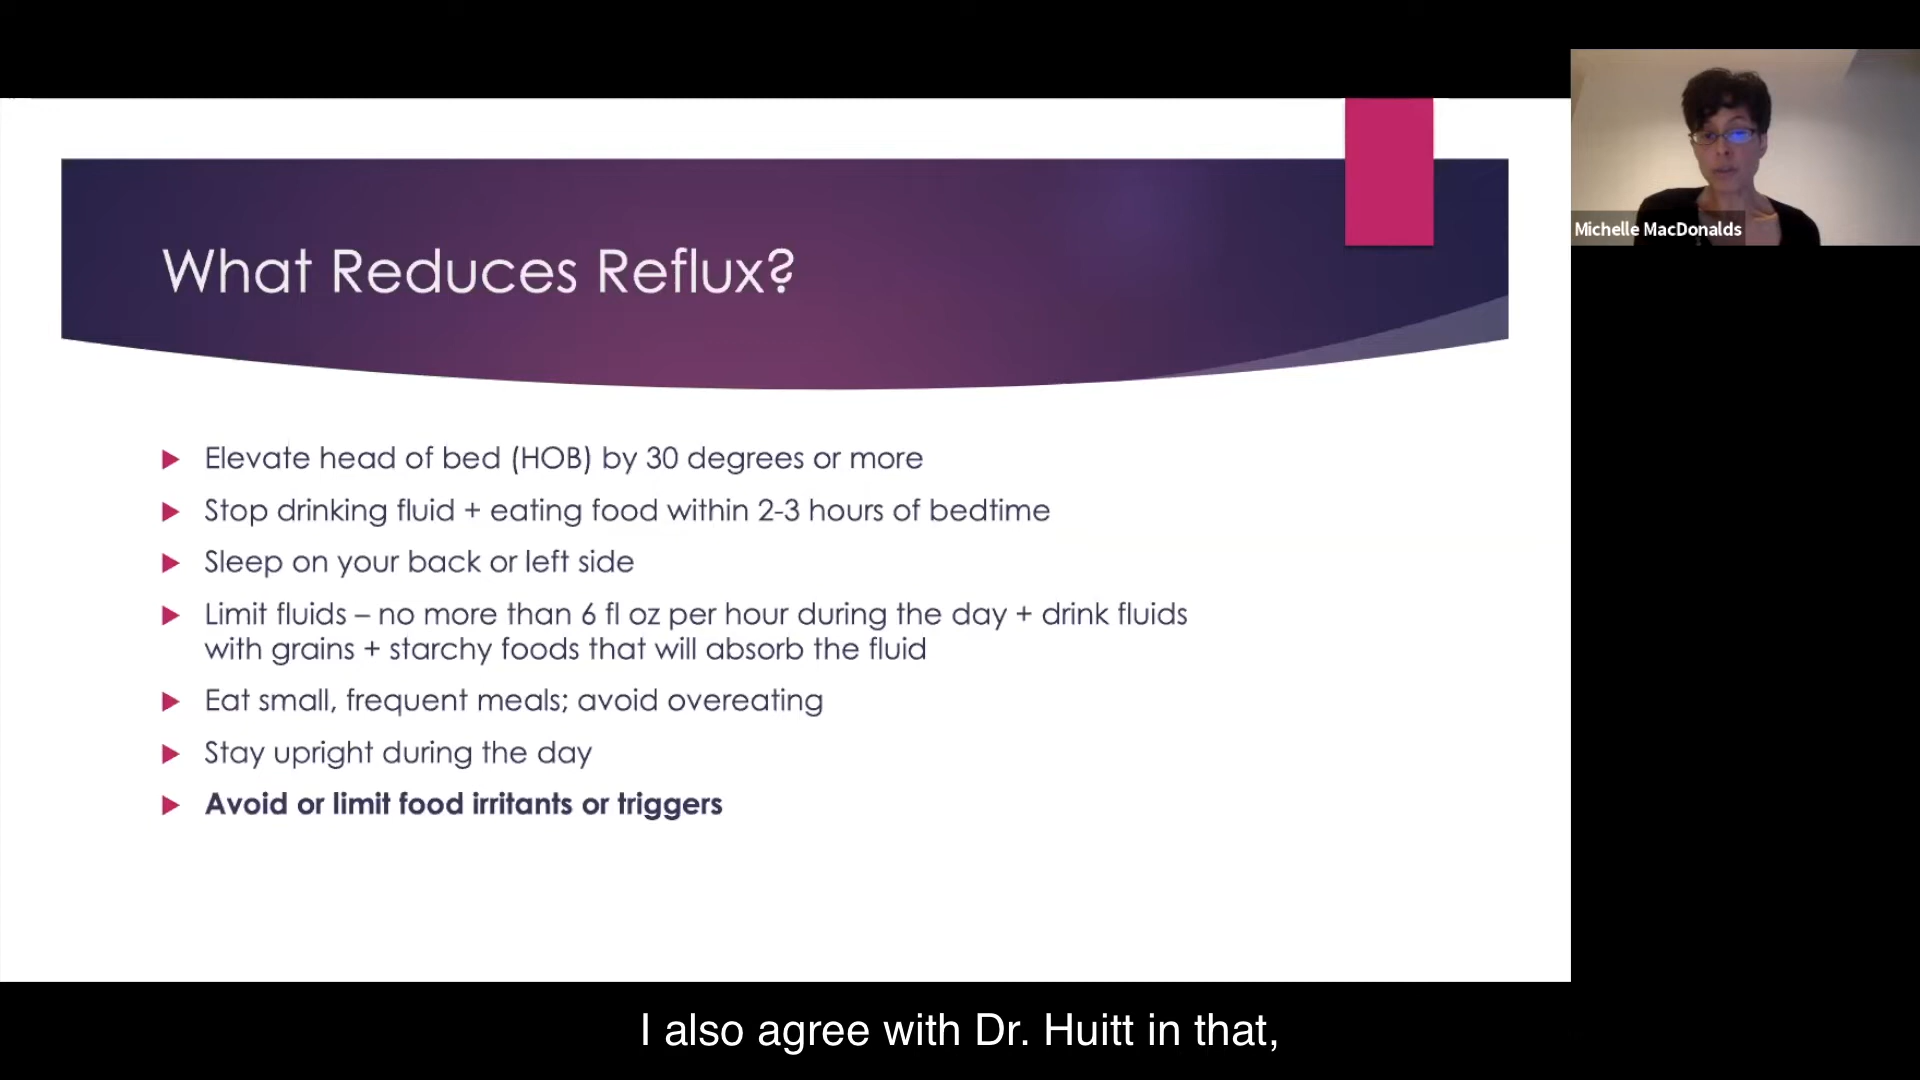 What Reduces Reflux?
Michelle MacDonalds
Elevate head of bed (HOB) by 30 degrees or more
Stop drinking fluid + eating food within 2-3 hours of bedtime
Sleep on your back or left side
Limit fluids – no more than 6 fl oz per hour during the day + drink fluids
with grains + starchy foods that will absorb the fluid
Eat small, frequent meals; avoid overeating
Stay upright during the day
Avoid or limit food irritants or triggers
I also agree with Dr. Huitt in that,